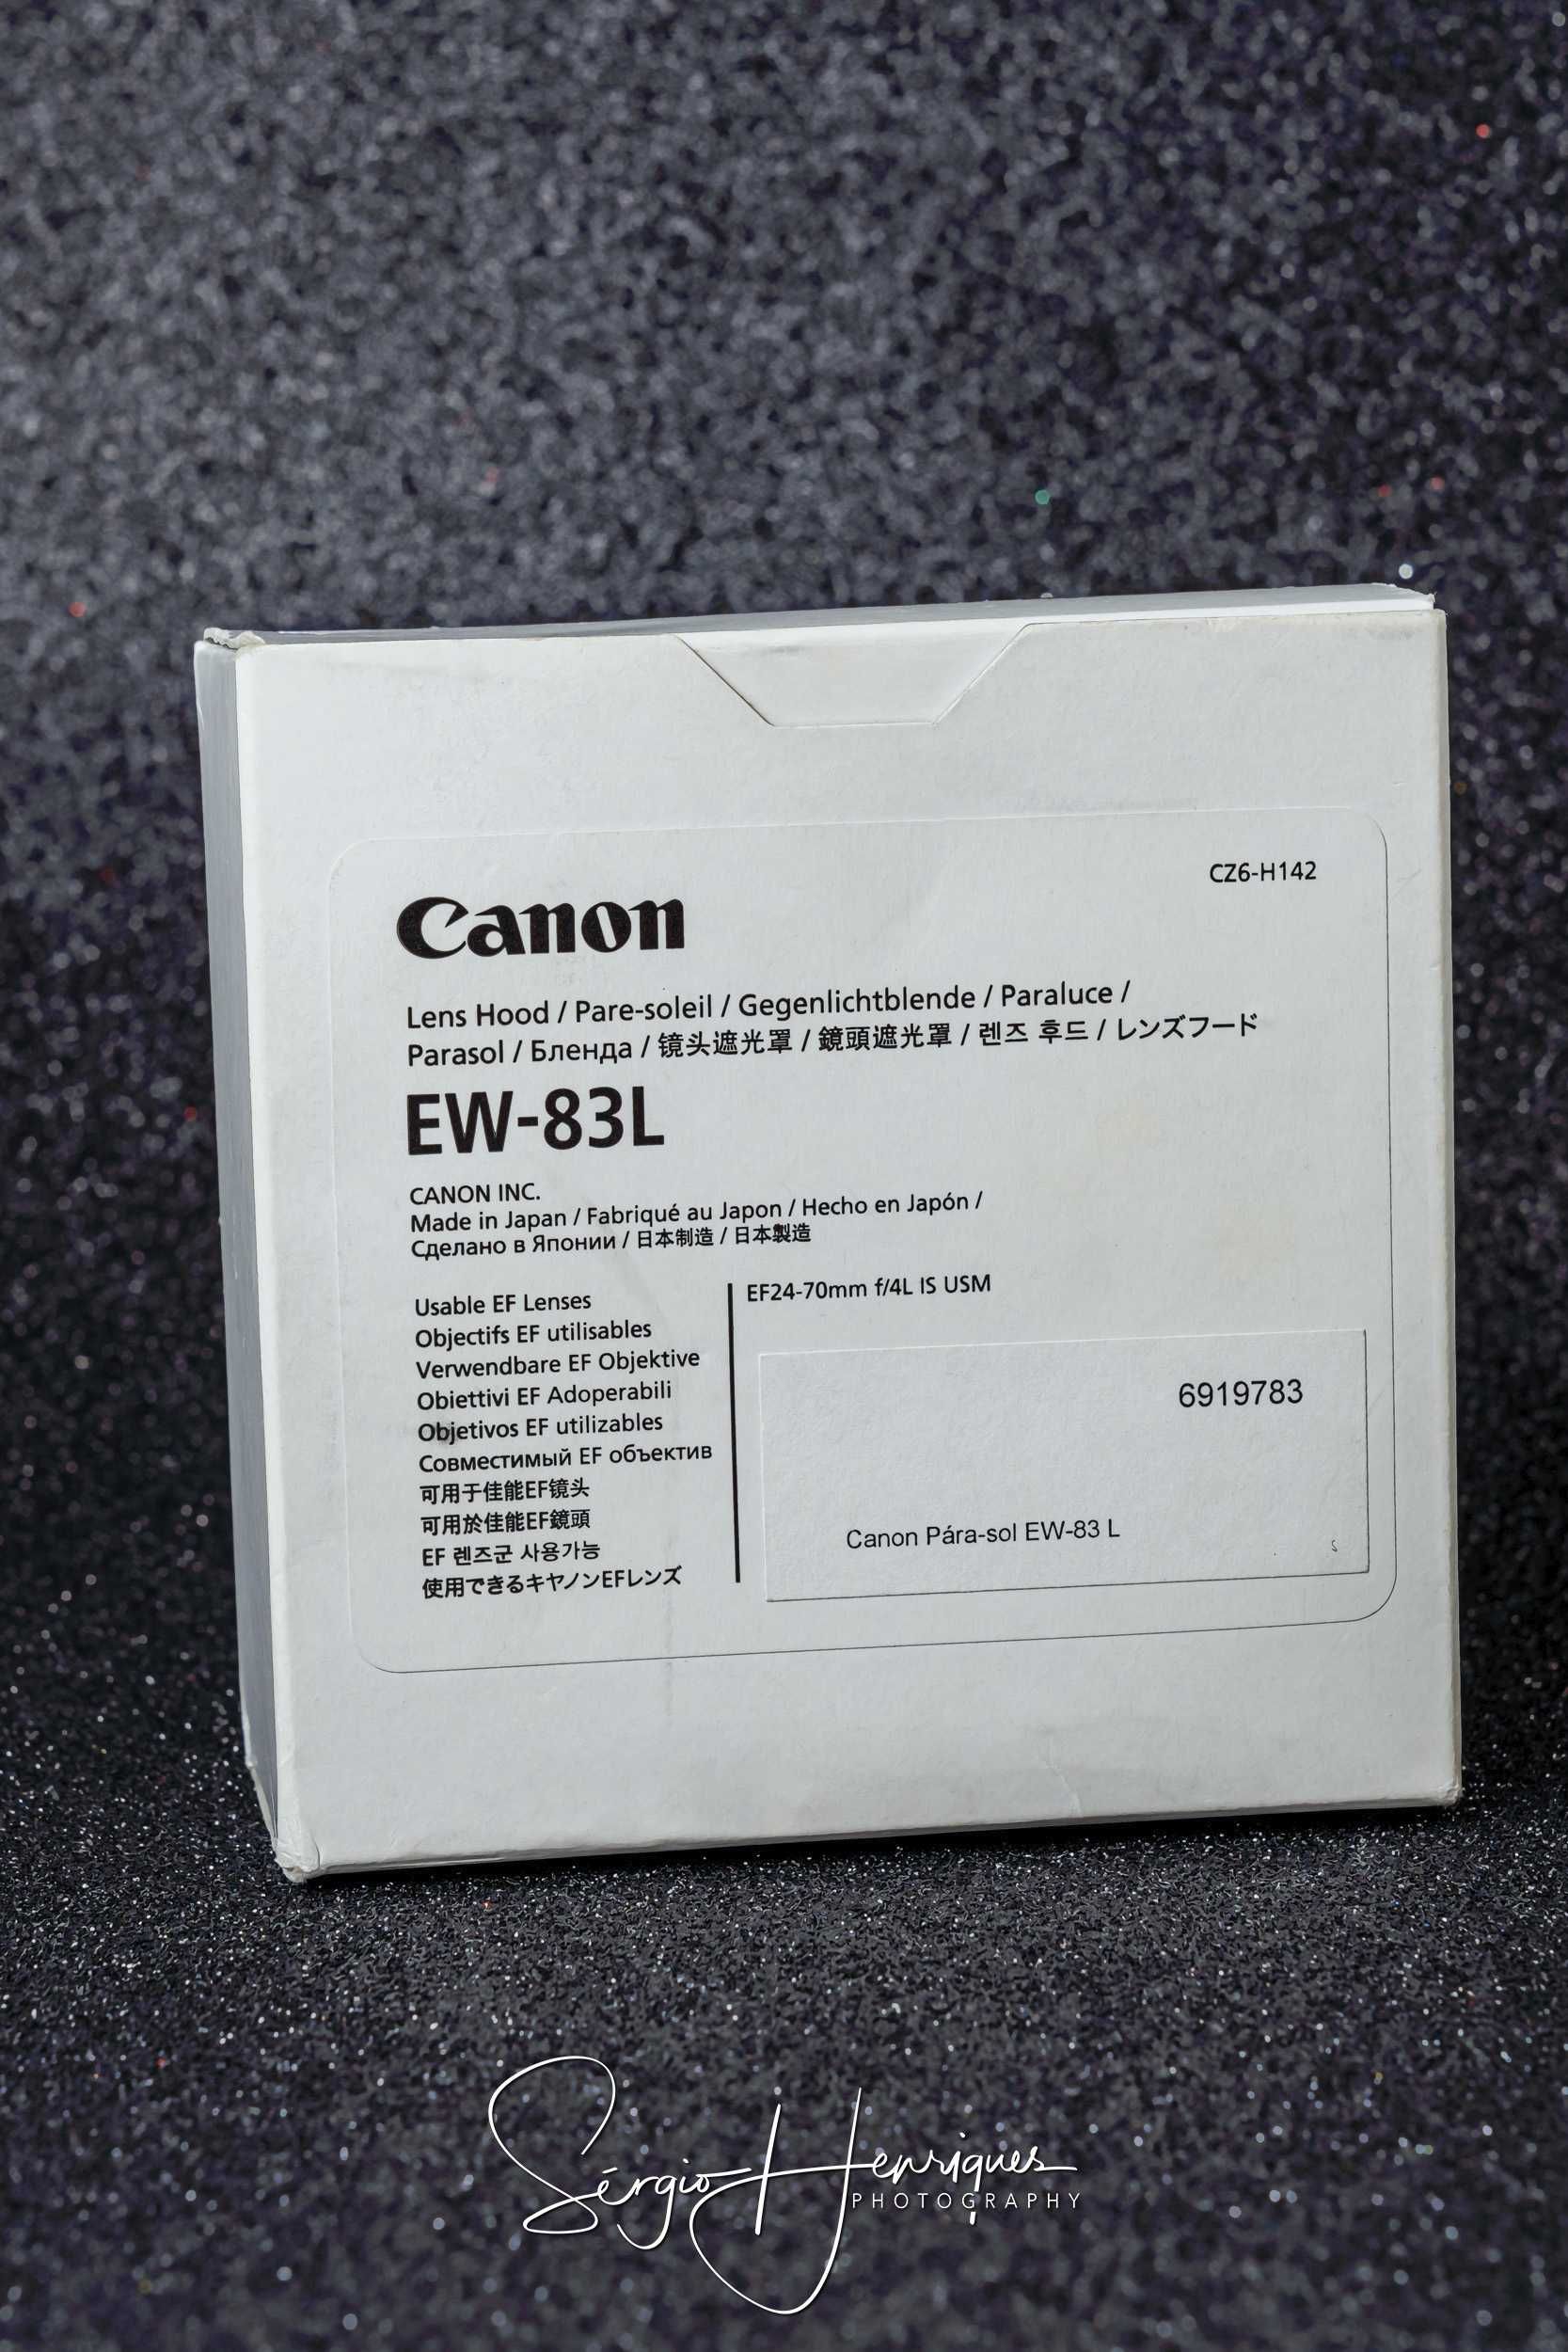 CZ6-H142
Canon
Lens Hood / Pare-soleil / Gegenlichtblende / Paraluce /
Parasol / Бленда / 镜头遮光罩 / 鏡頭遮光罩 / 렌즈 후드 / レンズフード
EW-83L
CANON INC.
Made in Japan / Fabriqué au Japon / Hecho en Japón /
Сделано в Японии / 日本制造 / 日本製造
Usable EF Lenses
Objectifs EF utilisables
Verwendbare EF Objektive
Obiettivi EF Adoperabili
Objetivos EF utilizables
Совместимый EF объектив
可用于佳能EF镜头
可用於佳能EF鏡頭
EF 렌즈군 사용가능
使用できるキヤノンEFレンズ
EF24-70mm f/4L IS USM
6919783
Canon Pára-sol EW-83 L
Sérgio Henriques
PHOTOGRAPHY